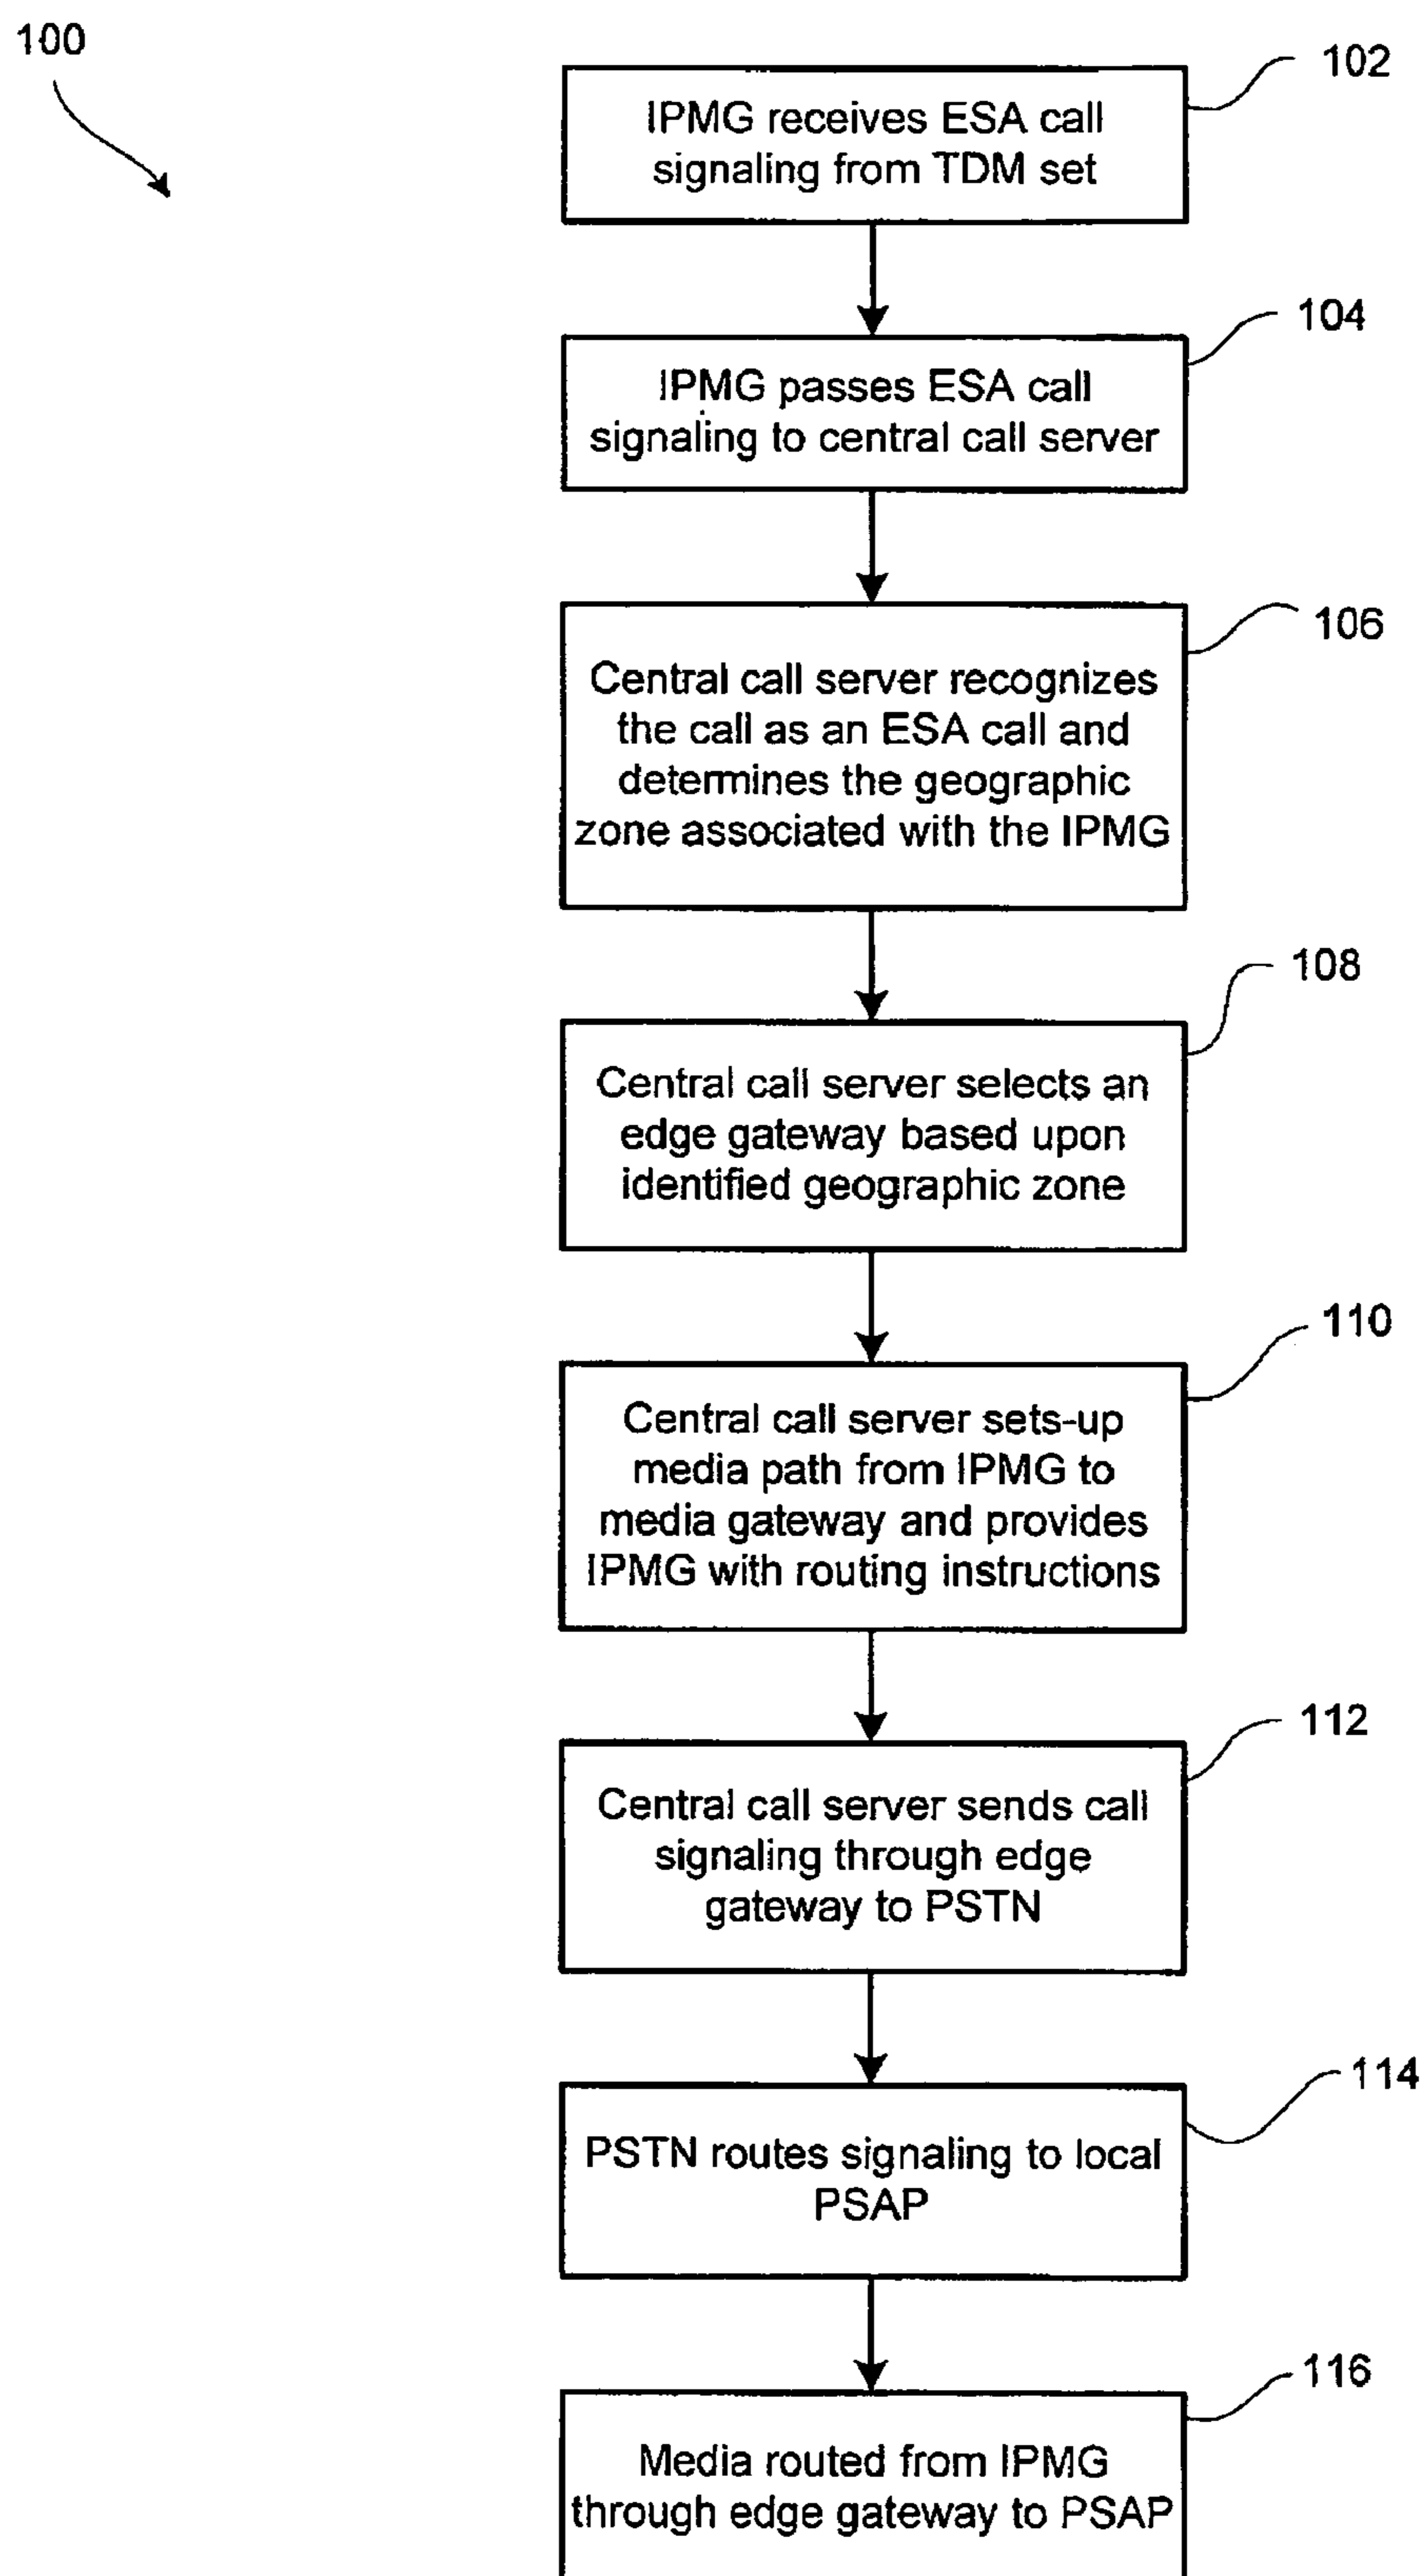 100
102
IPMG receives ESA call
signaling from TDM set
104
IPMG passes ESA call
signaling to central call server
106
Central call server recognizes
the call as an ESA call and
determines the geographic
zone associated with the IPMG
108
Central call server selects an
edge gateway based upon
identified geographic zone
110
Central call server sets-up
media path from IPMG to
media gateway and provides
IPMG with routing instructions
112
Central call server sends call
signaling through edge
gateway to PSTN
114
PSTN routes signaling to local
PSAP
116
Media routed from IPMG
through edge gateway to PSAP